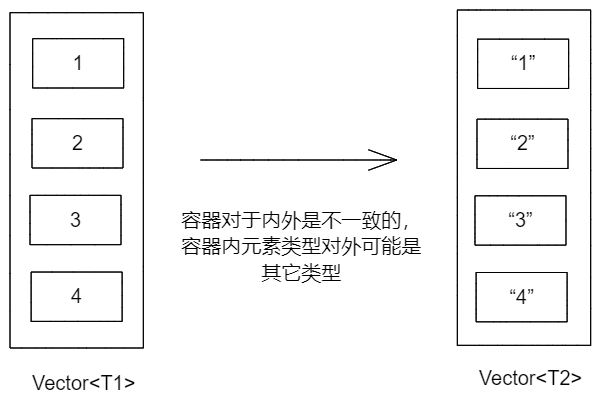 1
2
3
4
Vector<T1>
容器对于内外是不一致的，
容器内元素类型对外可能是
其它类型
“1”
“2”
“3”
“4”
Vector<T2>